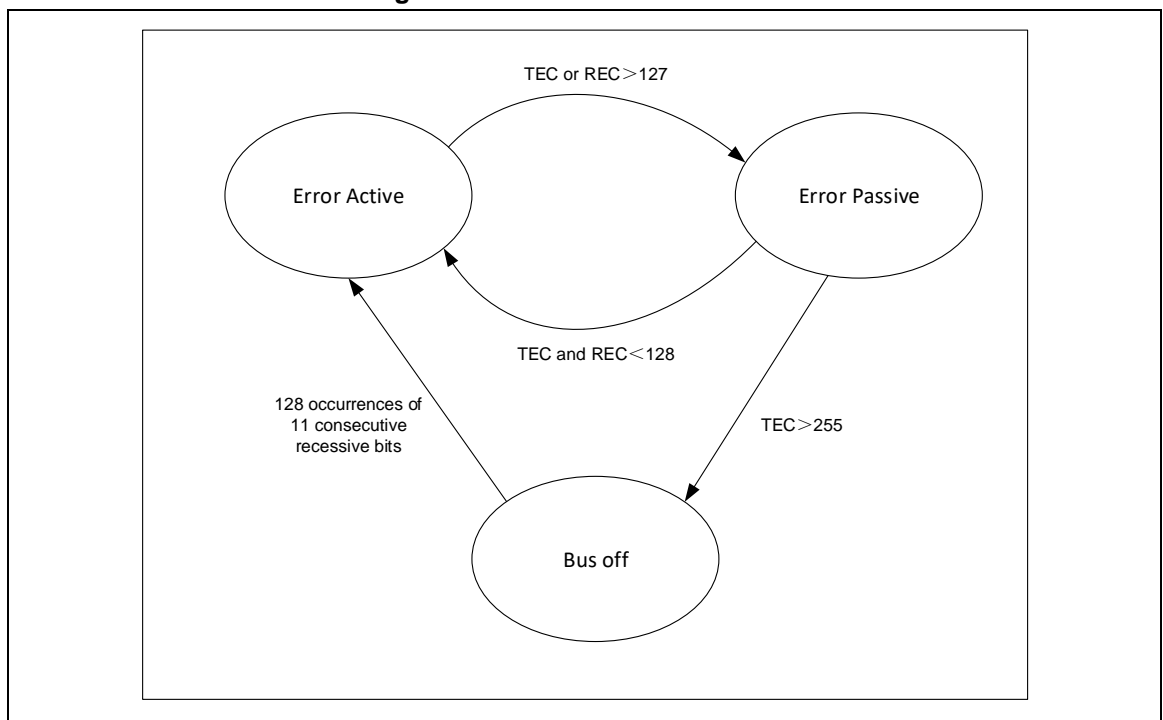 TEC or REC>127
Error Active
Error Passive
TEC and REC<128
128 occurrences of
11 consecutive
recessive bits
TEC>255
Bus off